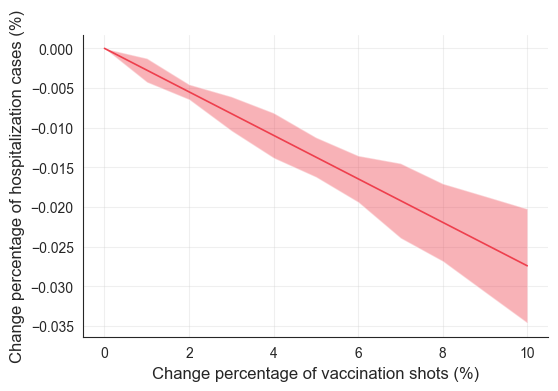 Change percentage of hospitalization cases (%)
0.000
−0.005
−0.010
−0.015
−0.020
−0.025
−0.030
−0.035
0 2 4 6 8 10
Change percentage of vaccination shots (%)